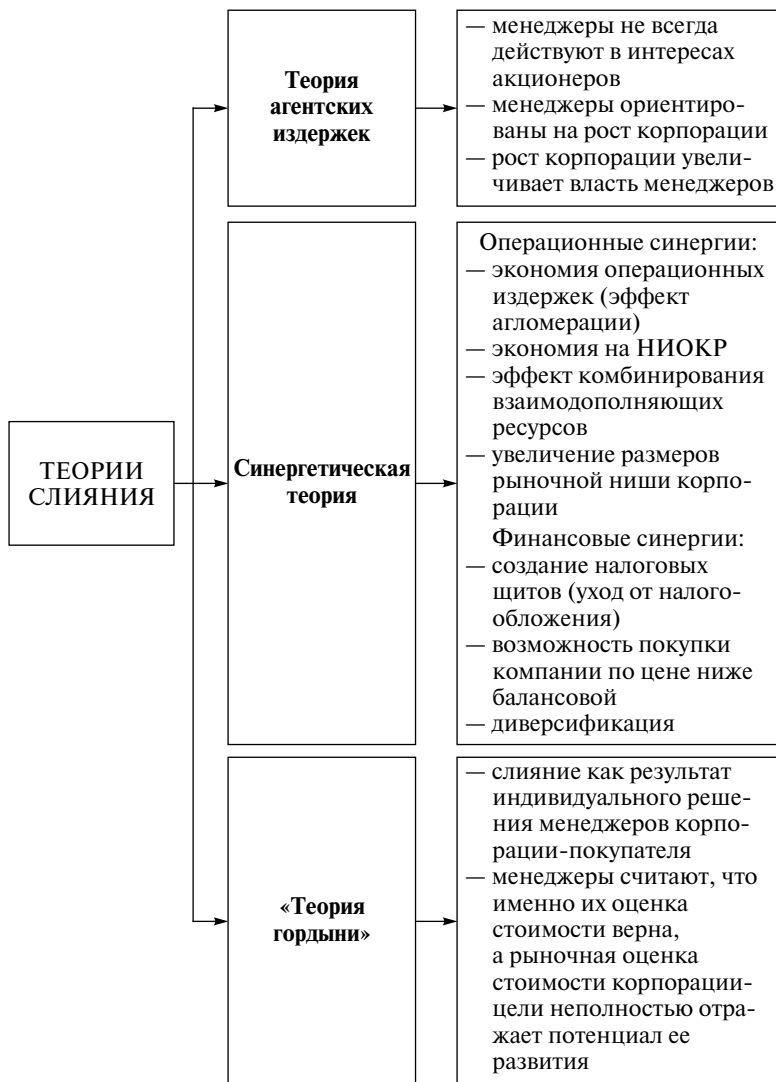 ТЕОРИИ
СЛИЯНИЯ
Теория
агентских
издержек
— менеджеры не всегда
действуют в интересах
акционеров
— менеджеры ориентиро-
ваны на рост корпорации
— рост корпорации увели-
чивает власть менеджеров
Синергетическая
теория
Операционные синергии:
— экономия операционных
издержек (эффект
агломерации)
— экономия на НИОКР
— эффект комбинирования
взаимодополняющих
ресурсов
— увеличение размеров
рыночной ниши корпо-
рации
Финансовые синергии:
— создание налоговых
щитов (уход от налого-
обложения)
— возможность покупки
компании по цене ниже
балансовой
— диверсификация
«Теория
гордыни»
— слияние как результат
индивидуального реше-
ния менеджеров корпо-
рации-покупателя
— менеджеры считают, что
именно их оценка
стоимости верна,
а рыночная оценка
стоимости корпорации-
цели неполностью отра-
жает потенциал ее
развития